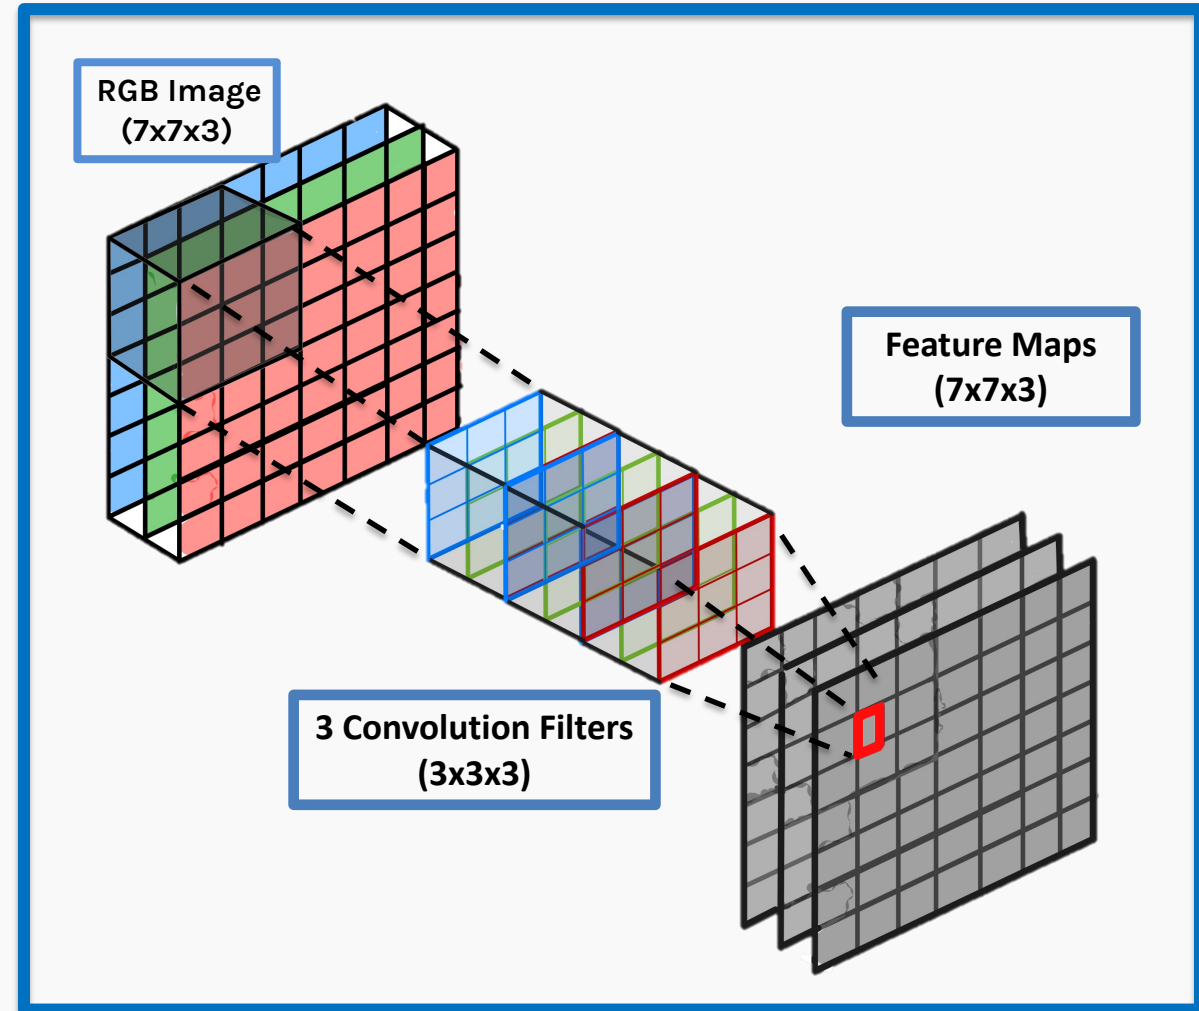 RGB Image
(7x7x3)
Feature Maps
(7x7x3)
3 Convolution Filters
(3x3x3)